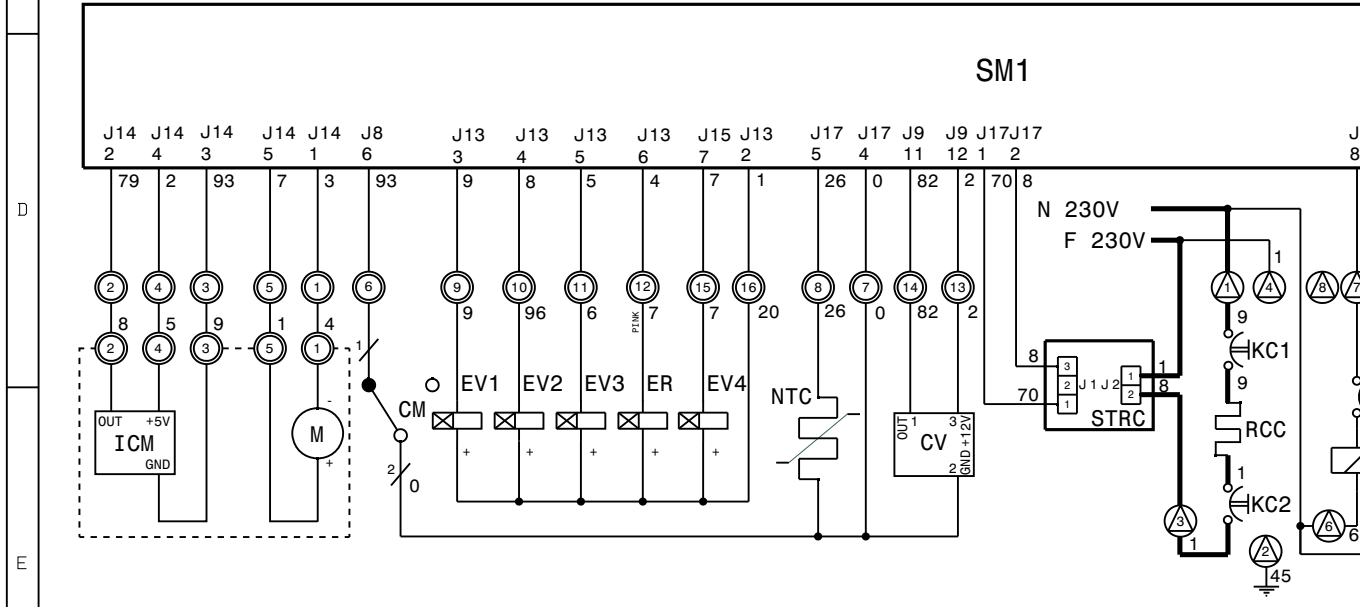 SM1
J14 J14 J14 J14 J14 J8 J13 J13 J13 J13 J15 J13 J17 J17 J9 J9 J17 J17 J
2 4 3 5 1 6 3 4 5 6 7 2 5 4 11 12 1 2 8
79 2 93 7 3 93 9 8 5 4 7 1 26 0 82 2 70 8
D
N 230V
F 230V
1
2 4 3 5 1 6 9 10 11 12 15 16 8 7 14 13 1 4 8 7
8 5 9 1 4 9 96 6 PINK 7 7 20 26 0 82 2 9
2 4 3 5 1
1
KC1
8 3 1 1
9
EV1 EV2 EV3 ER EV4
2 J1 J2 8
NTC
70 1 2
CM
STRC
OUT +5V
ICM
GND
- M +
+ + + + +
OUT 1 3 +12V
CV
2 GND
RCC
2 0
1
KC2
3
1
6 6
2
E
45